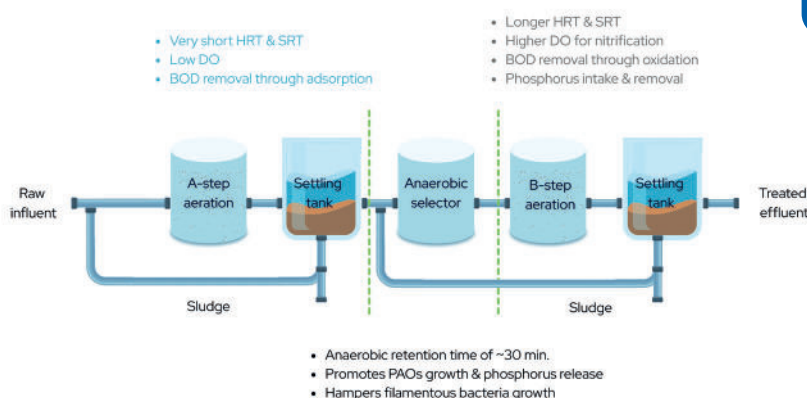 • Very short HRT & SRT
• Low DO
• BOD removal through adsorption
• Longer HRT & SRT
• Higher DO for nitrification
• BOD removal through oxidation
• Phosphorus intake & removal
Raw
influent
A-step
aeration
Settling
tank
Anaerobic
selector
B-step
aeration
Settling
tank
Treated
effluent
Sludge
Sludge
• Anaerobic retention time of ~30 min.
• Promotes PAOs growth & phosphorus release
• Hampers filamentous bacteria growth